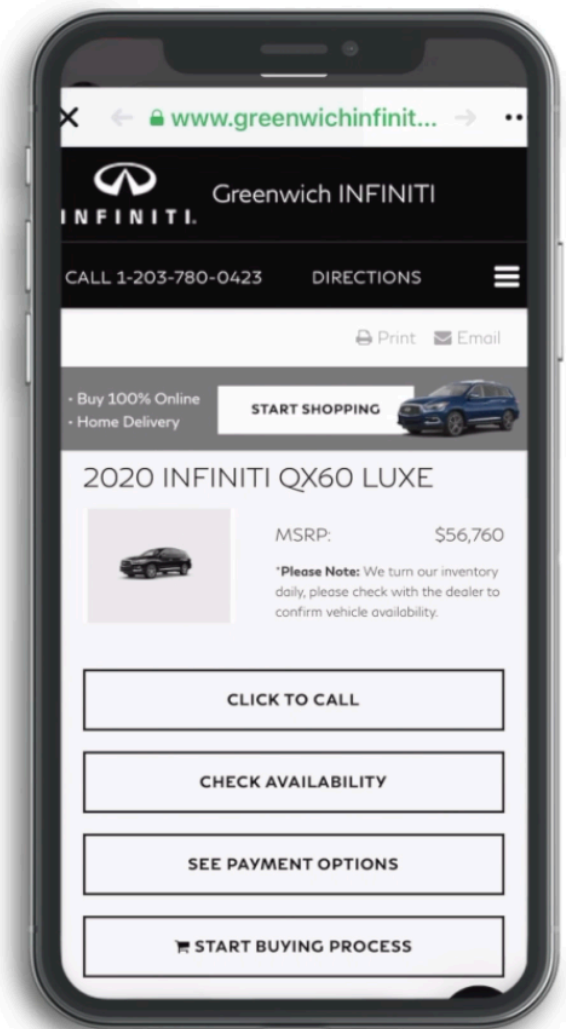 www.greenwichinfinit...
INFINITI.
Greenwich INFINITI
CALL 1-203-780-0423 DIRECTIONS
Print Email
• Buy 100% Online
• Home Delivery
START SHOPPING
2020 INFINITI QX60 LUXE
MSRP: $56,760
*Please Note: We turn our inventory
daily, please check with the dealer to
confirm vehicle availability.
CLICK TO CALL
CHECK AVAILABILITY
SEE PAYMENT OPTIONS
START BUYING PROCESS